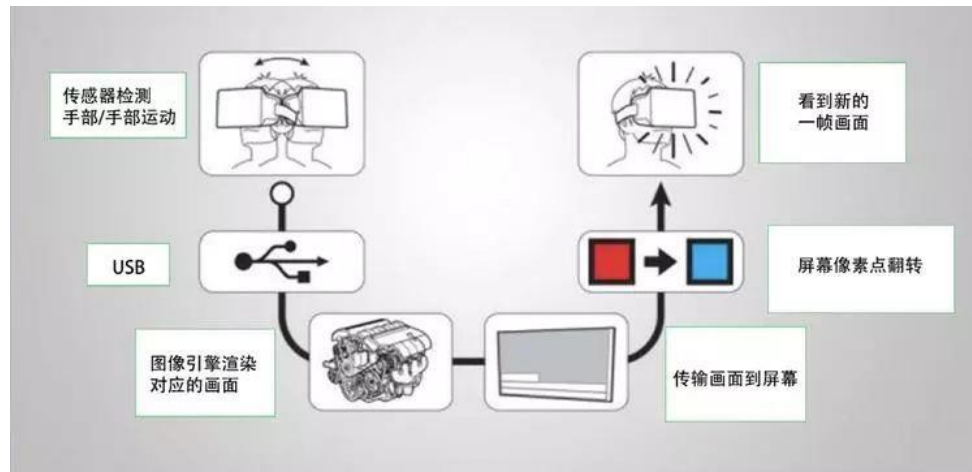 传感器检测
手部/手部运动
USB
图像引擎渲染
对应的画面
传输画面到屏幕
屏幕像素点翻转
看到新的
一帧画面